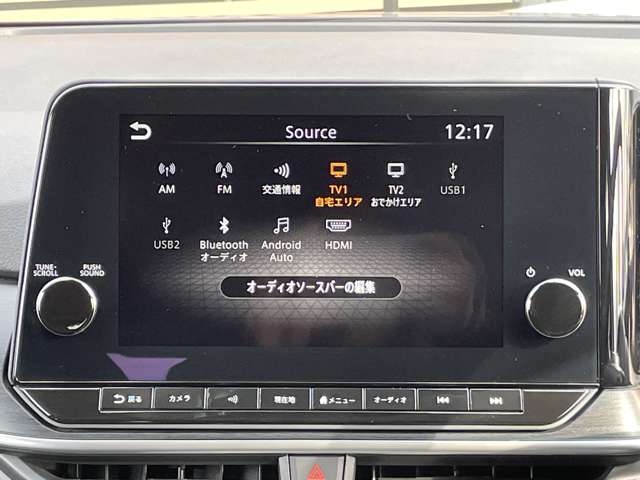 Source
12:17
AM
FM
交通情報
TV1
自宅エリア
TV2
おでかけエリア
USB1
USB2
Bluetooth
オーディオ
Android
Auto
HDMI
オーディオソースバーの編集
TUNE-
SCROLL
PUSH
SOUND
VOL
戻る
カメラ
現在地
メニュー
オーディオ